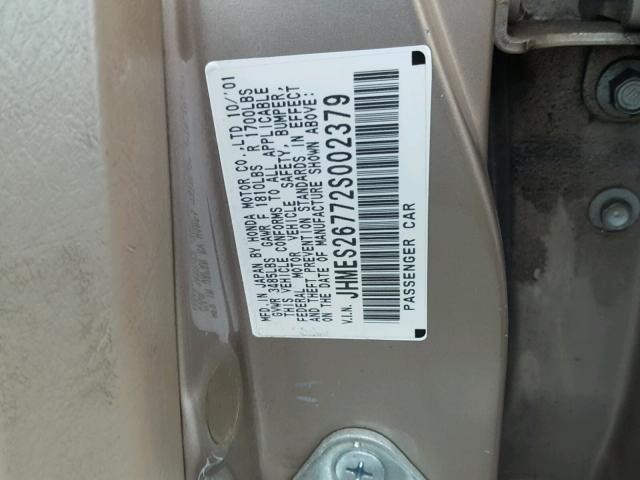 MFD. IN JAPAN BY HONDA MOTOR CO.,LTD 10/'01
GVWR 3485LBS GAWR F 1810LBS R 1700LBS
THIS VEHICLE CONFORMS TO ALL APPLICABLE
FEDERAL MOTOR VEHICLE SAFETY, BUMPER,
AND THEFT PREVENTION STANDARDS IN EFFECT
ON THE DATE OF MANUFACTURE SHOWN ABOVE:
V.I.N. JHMES26772S002379
PASSENGER CAR